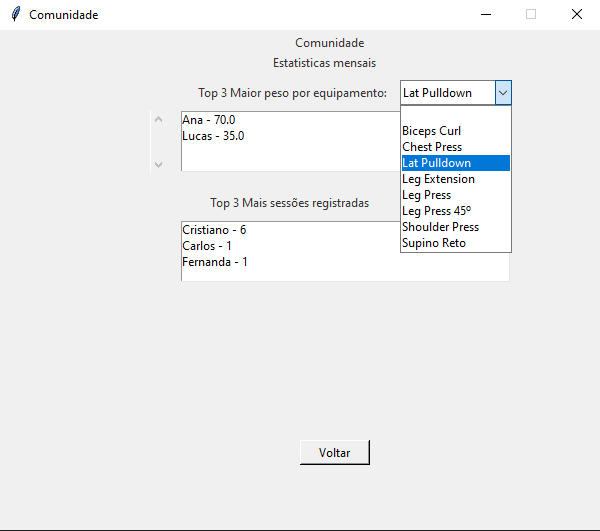 Comunidade
Comunidade
Estatisticas mensais
Top 3 Maior peso por equipamento:
Lat Pulldown
Ana - 70.0
Lucas - 35.0
Biceps Curl
Chest Press
Lat Pulldown
Leg Extension
Leg Press
Leg Press 45º
Shoulder Press
Supino Reto
Top 3 Mais sessões registradas
Cristiano - 6
Carlos - 1
Fernanda - 1
Voltar